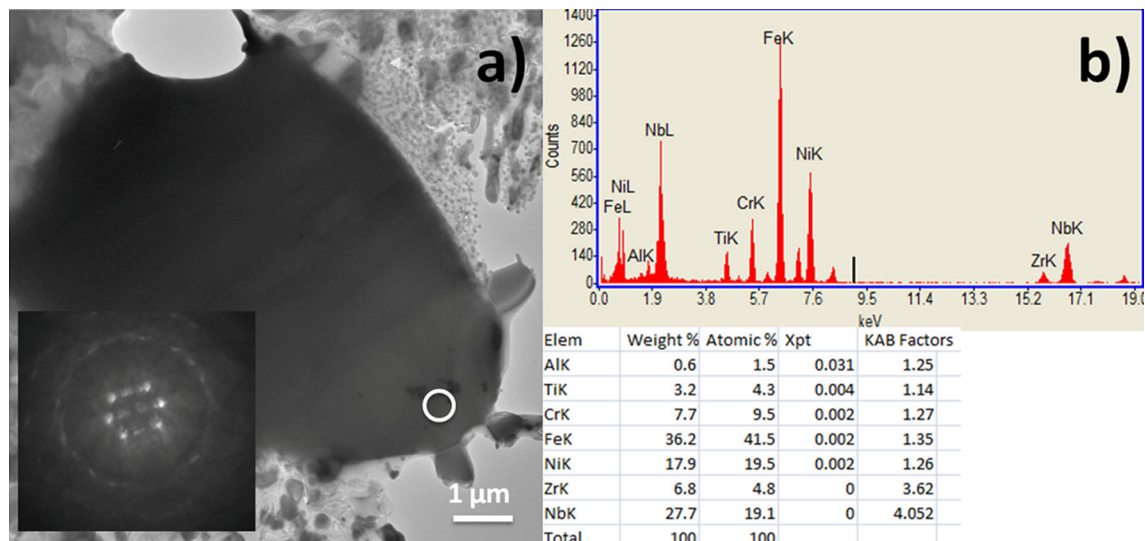 a)
1 µm
b)
Counts
1400
1260
1120
980
840
700
560
420
280
140
0
FeK
NbL
NiK
NiL
FeL
CrK
AlK
TiK
NbK
ZrK
0.0 1.9 3.8 5.7 7.6 9.5 11.4 13.3 15.2 17.1 19.0
keV
Elem Weight % Atomic % Xpt KAB Factors
AlK 0.6 1.5 0.031 1.25
TiK 3.2 4.3 0.004 1.14
CrK 7.7 9.5 0.002 1.27
FeK 36.2 41.5 0.002 1.35
NiK 17.9 19.5 0.002 1.26
ZrK 6.8 4.8 0 3.62
NbK 27.7 19.1 0 4.052
Total 100 100